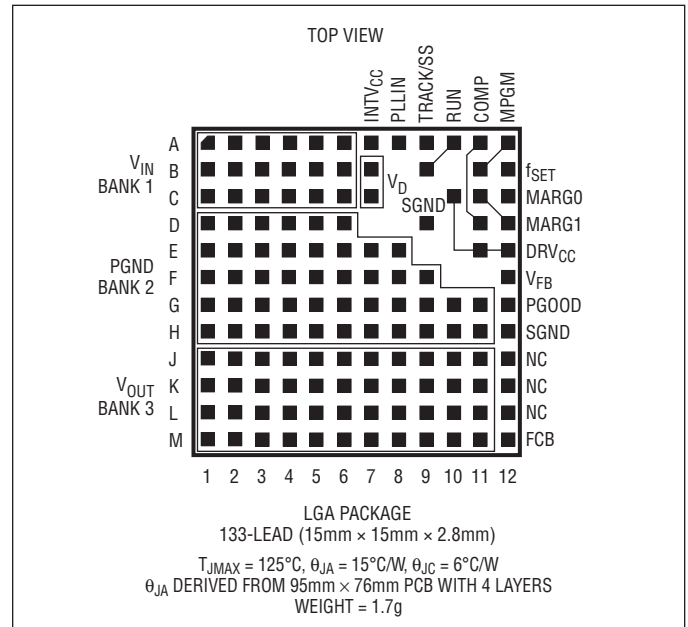 TOP VIEW
INTVCC
PLLIN
TRACK/SS
RUN
COMP
MPGM
A
B
C
D
E
F
G
H
J
K
L
M
VIN
BANK 1
PGND
BANK 2
VOUT
BANK 3
VD
SGND
fSET
MARG0
MARG1
DRVCC
VFB
PGOOD
SGND
NC
NC
NC
FCB
1 2 3 4 5 6 7 8 9 10 11 12
LGA PACKAGE
133-LEAD (15mm × 15mm × 2.8mm)
TJMAX = 125°C, θJA = 15°C/W, θJC = 6°C/W
θJA DERIVED FROM 95mm × 76mm PCB WITH 4 LAYERS
WEIGHT = 1.7g